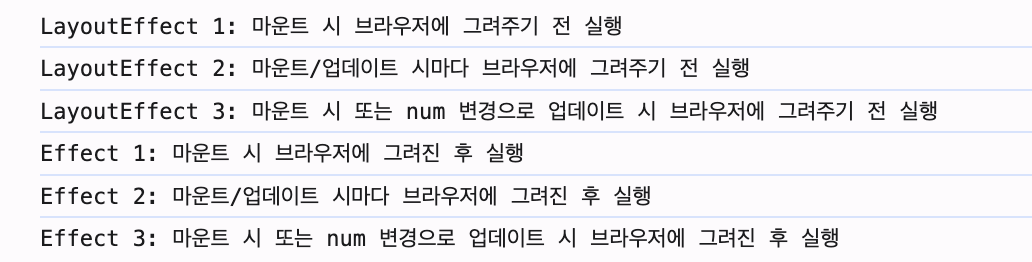 LayoutEffect 1: 마운트 시 브라우저에 그려주기 전 실행
LayoutEffect 2: 마운트/업데이트 시마다 브라우저에 그려주기 전 실행
LayoutEffect 3: 마운트 시 또는 num 변경으로 업데이트 시 브라우저에 그려주기 전 실행
Effect 1: 마운트 시 브라우저에 그려진 후 실행
Effect 2: 마운트/업데이트 시마다 브라우저에 그려진 후 실행
Effect 3: 마운트 시 또는 num 변경으로 업데이트 시 브라우저에 그려진 후 실행